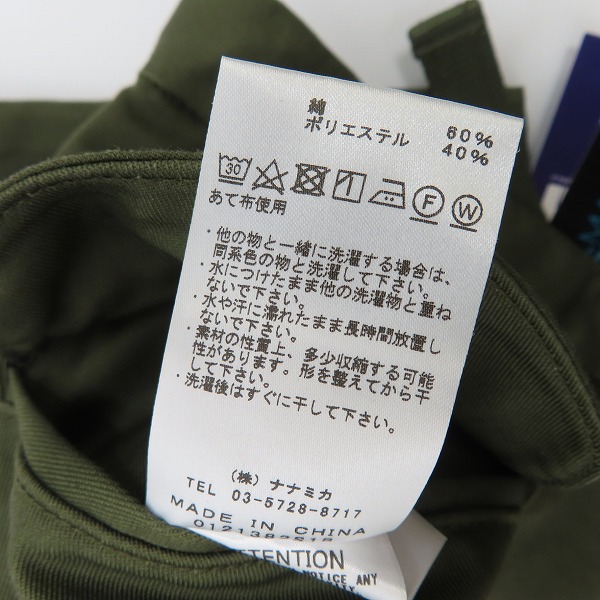 綿 60%
ポリエステル 40%
30
F
W
あて布使用
・他の物と一緒に洗濯する場合は、
同系色の物と洗濯して下さい。
・水につけたまま他の洗濯物と重ね
ないで下さい。
・水や汗に濡れたまま長時間放置し
ないで下さい。
・素材の性質上、多少収縮する可能
性があります。形を整えてから干
して下さい。
・洗濯後はすぐに干して下さい。
(株) ナナミカ
TEL 03-5728-8717
MADE IN CHINA
NOTICE ANY